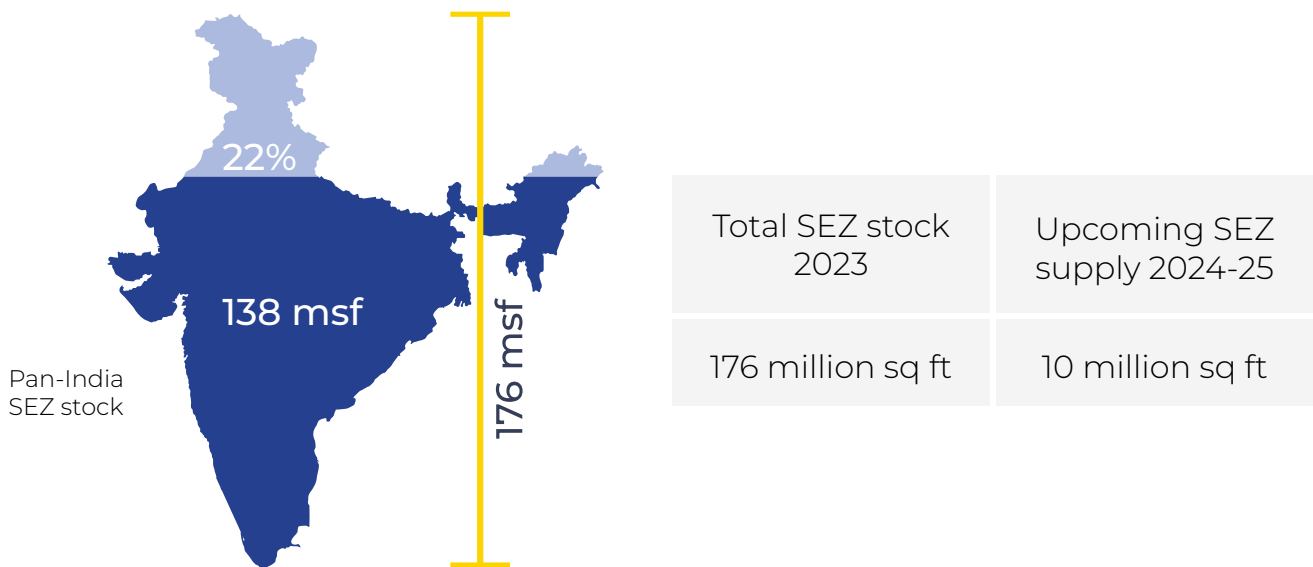 22%
138 msf
176 msf
Pan-India
SEZ stock
Total SEZ stock
2023
Upcoming SEZ
supply 2024-25
176 million sq ft
10 million sq ft